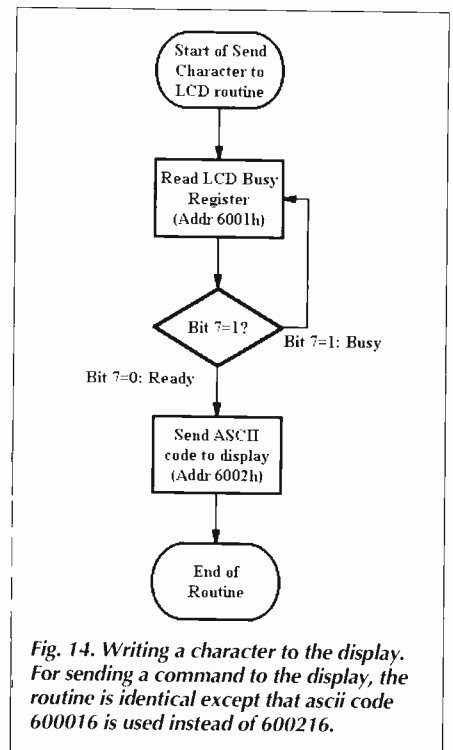 Start of Send
Character to
LCD routine
Read LCD Busy
Register
(Addr 6001h)
Bit 7=1?
Bit 7=1: Busy
Bit 7=0: Ready
Send ASCII
code to display
(Addr 6002h)
End of
Routine
Fig. 14. Writing a character to the display.
For sending a command to the display, the
routine is identical except that ascii code
600016 is used instead of 600216.